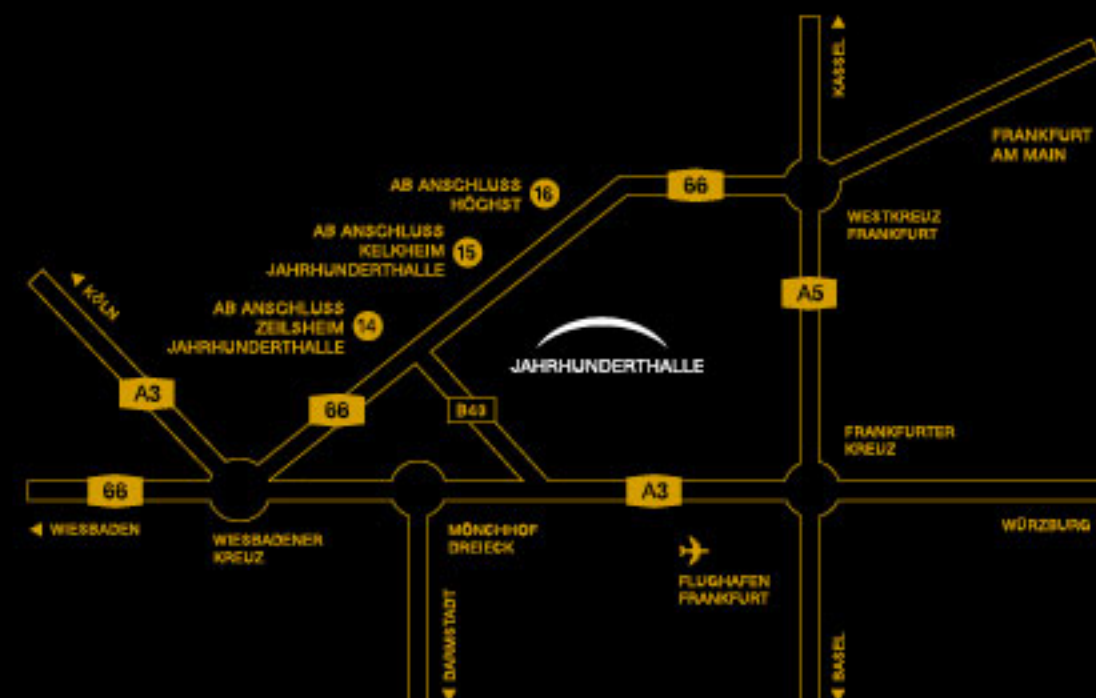 KASSEL
FRANKFURT
AM MAIN
AB ANSCHLUSS
HÖCHST
16
66
WESTKREUZ
FRANKFURT
AB ANSCHLUSS
KELKHEIM
JAHRHUNDERTHALLE
15
KÖLN
AB ANSCHLUSS
ZEILSHEIM
JAHRHUNDERTHALLE
14
A5
JAHRHUNDERTHALLE
A3
66
B40
FRANKFURTER
KREUZ
66
A3
WIESBADEN
WIESBADENER
KREUZ
MÖNCHHOF
DREIECK
WÜRZBURG
FLUGHAFEN
FRANKFURT
DARMSTADT
BASEL